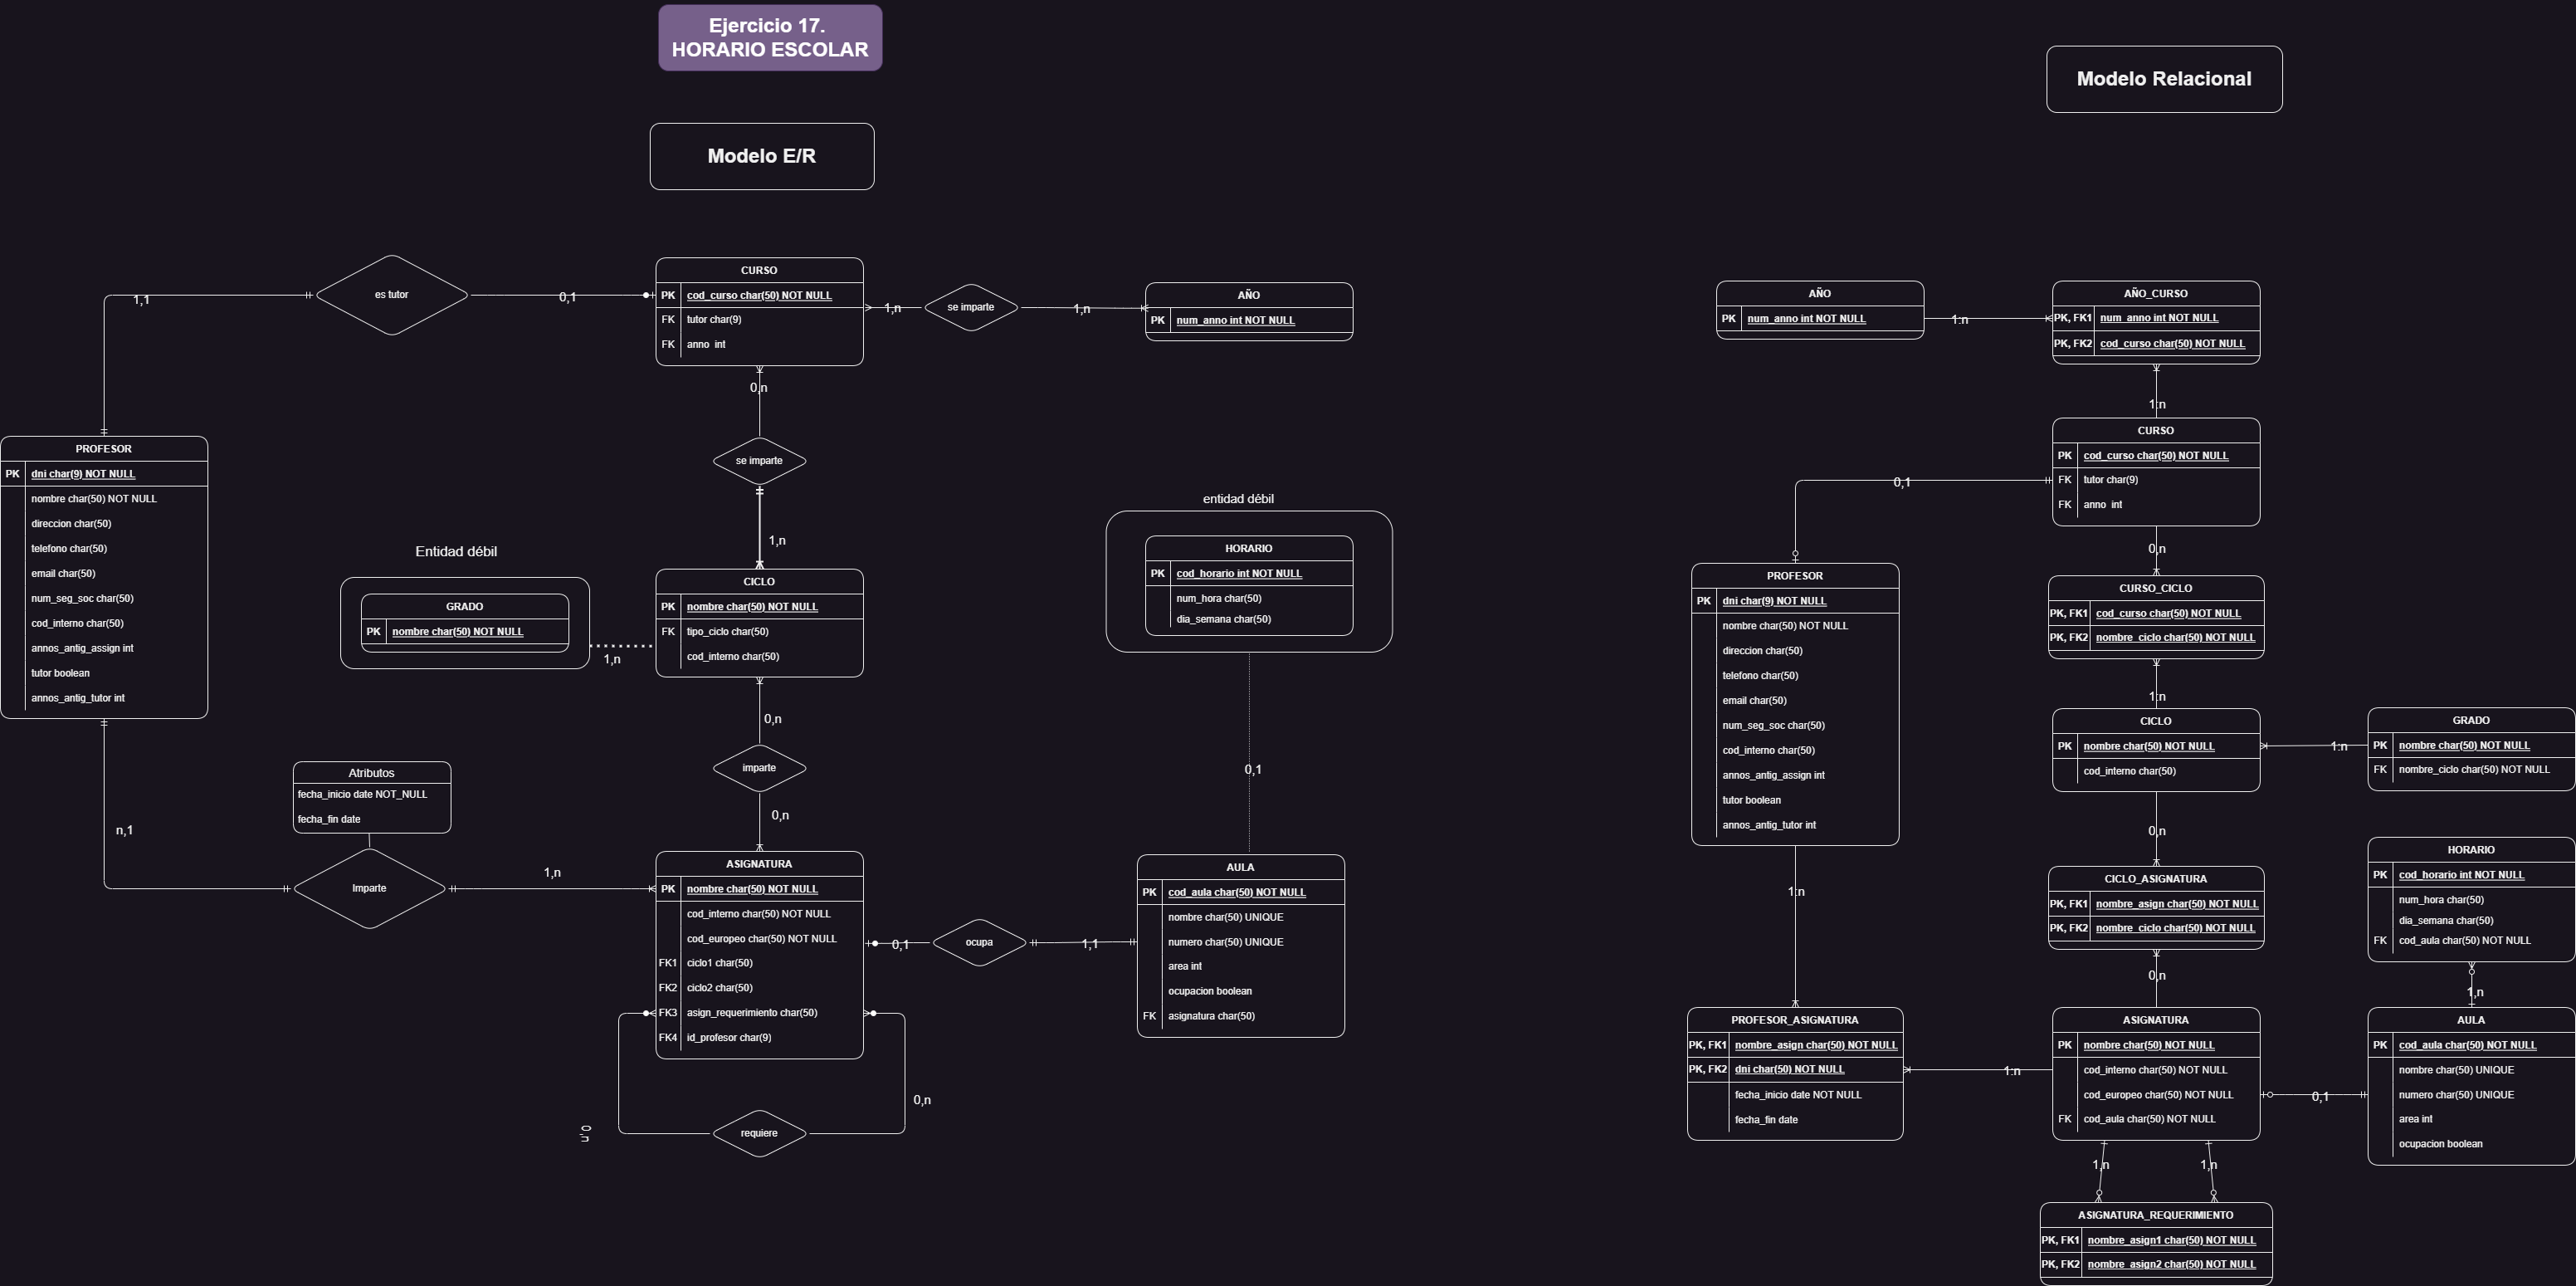 Ejercicio 17.
HORARIO ESCOLAR
Modelo E/R
es tutor
1,1
0,1
CURSO
PK cod_curso char(50) NOT NULL
FK tutor char(9)
FK anno int
1,n
se imparte
1,n
AÑO
PK num_anno int NOT NULL
0,n
se imparte
1,n
PROFESOR
PK dni char(9) NOT NULL
nombre char(50) NOT NULL
direccion char(50)
telefono char(50)
email char(50)
num_seg_soc char(50)
cod_interno char(50)
annos_antig_assign int
tutor boolean
annos_antig_tutor int
Entidad débil
GRADO
PK nombre char(50) NOT NULL
1,n
CICLO
PK nombre char(50) NOT NULL
FK tipo_ciclo char(50)
cod_interno char(50)
entidad débil
HORARIO
PK cod_horario int NOT NULL
num_hora char(50)
dia_semana char(50)
0,1
0,n
imparte
0,n
n,1
Atributos
fecha_inicio date NOT_NULL
fecha_fin date
Imparte
1,n
ASIGNATURA
PK nombre char(50) NOT NULL
cod_interno char(50) NOT NULL
cod_europeo char(50) NOT NULL
FK1 ciclo1 char(50)
FK2 ciclo2 char(50)
FK3 asign_requerimiento char(50)
FK4 id_profesor char(9)
0,1
ocupa
1,1
AULA
PK cod_aula char(50) NOT NULL
nombre char(50) UNIQUE
numero char(50) UNIQUE
area int
ocupacion boolean
FK asignatura char(50)
0,n
requiere
0,n
Modelo Relacional
AÑO
PK num_anno int NOT NULL
1:n
AÑO_CURSO
PK, FK1 num_anno int NOT NULL
PK, FK2 cod_curso char(50) NOT NULL
1:n
CURSO
PK cod_curso char(50) NOT NULL
FK tutor char(9)
FK anno int
0,1
0,n
CURSO_CICLO
PK, FK1 cod_curso char(50) NOT NULL
PK, FK2 nombre_ciclo char(50) NOT NULL
1:n
PROFESOR
PK dni char(9) NOT NULL
nombre char(50) NOT NULL
direccion char(50)
telefono char(50)
email char(50)
num_seg_soc char(50)
cod_interno char(50)
annos_antig_assign int
tutor boolean
annos_antig_tutor int
CICLO
PK nombre char(50) NOT NULL
cod_interno char(50)
1:n
GRADO
PK nombre char(50) NOT NULL
FK nombre_ciclo char(50) NOT NULL
0,n
CICLO_ASIGNATURA
PK, FK1 nombre_asign char(50) NOT NULL
PK, FK2 nombre_ciclo char(50) NOT NULL
0,n
HORARIO
PK cod_horario int NOT NULL
num_hora char(50)
dia_semana char(50)
FK cod_aula char(50) NOT NULL
1,n
1:n
PROFESOR_ASIGNATURA
PK, FK1 nombre_asign char(50) NOT NULL
PK, FK2 dni char(50) NOT NULL
fecha_inicio date NOT NULL
fecha_fin date
1:n
ASIGNATURA
PK nombre char(50) NOT NULL
cod_interno char(50) NOT NULL
cod_europeo char(50) NOT NULL
FK cod_aula char(50) NOT NULL
0,1
AULA
PK cod_aula char(50) NOT NULL
nombre char(50) UNIQUE
numero char(50) UNIQUE
area int
ocupacion boolean
1,n
1,n
ASIGNATURA_REQUERIMIENTO
PK, FK1 nombre_asign1 char(50) NOT NULL
PK, FK2 nombre_asign2 char(50) NOT NULL